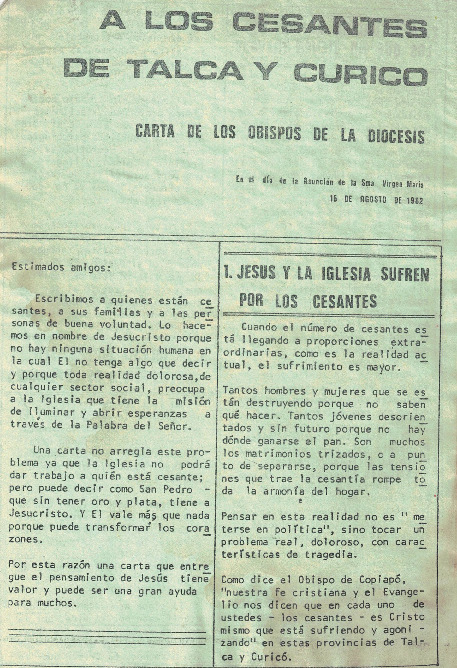 A LOS CESANTES
DE TALCA Y CURICO
CARTA DE LOS OBISPOS DE LA DIOCESIS
En el día de la Asunción de la Sma. Virgen María
15 DE AGOSTO DE 1982
Estimados amigos:
Escribimos a quienes están ce
santes, a sus familias y a las per
sonas de buena voluntad. Lo hace-
mos en nombre de Jesucristo porque
no hay ninguna situación humana en
la cual El no tenga algo que decir
y porque toda realidad dolorosa,de
cualquier sector social, preocupa
a la Iglesia que tiene la misión
de iluminar y abrir esperanzas a
través de la Palabra del Señor.
Una carta no arregla este pro-
blema ya que la Iglesia no podrá
dar trabajo a quién está cesante;
pero puede decir como San Pedro -
que sin tener oro y plata, tiene a
Jesucristo. Y El vale más que nada
porque puede transformar los cora
zones.
Por esta razón una carta que entre
gue el pensamiento de Jesús tiene
valor y puede ser una gran ayuda
para muchos.
1. JESUS Y LA IGLESIA SUFREN
POR LOS CESANTES
Cuando el número de cesantes es
tá llegando a proporciones extra-
ordinarias, como es la realidad ac
tual, el sufrimiento es mayor.
Tantos hombres y mujeres que se es
tán destruyendo porque no saben
qué hacer. Tantos jóvenes desorien
tados y sin futuro porque no hay
dónde ganarse el pan. Son muchos
los matrimonios trizados, o a pun
to de separarse, porque las tensio
nes que trae la cesantía rompe to
da la armonía del hogar.
Pensar en esta realidad no es " me
terse en política", sino tocar un
problema real, doloroso, con carac
terísticas de tragedia.
Como dice el Obispo de Copiapó,
"nuestra fe cristiana y el Evange-
lio nos dicen que en cada uno de
ustedes - los cesantes - es Cristo
mismo que está sufriendo y agoni -
zando" en estas provincias de Tal-
ca y Curicó.